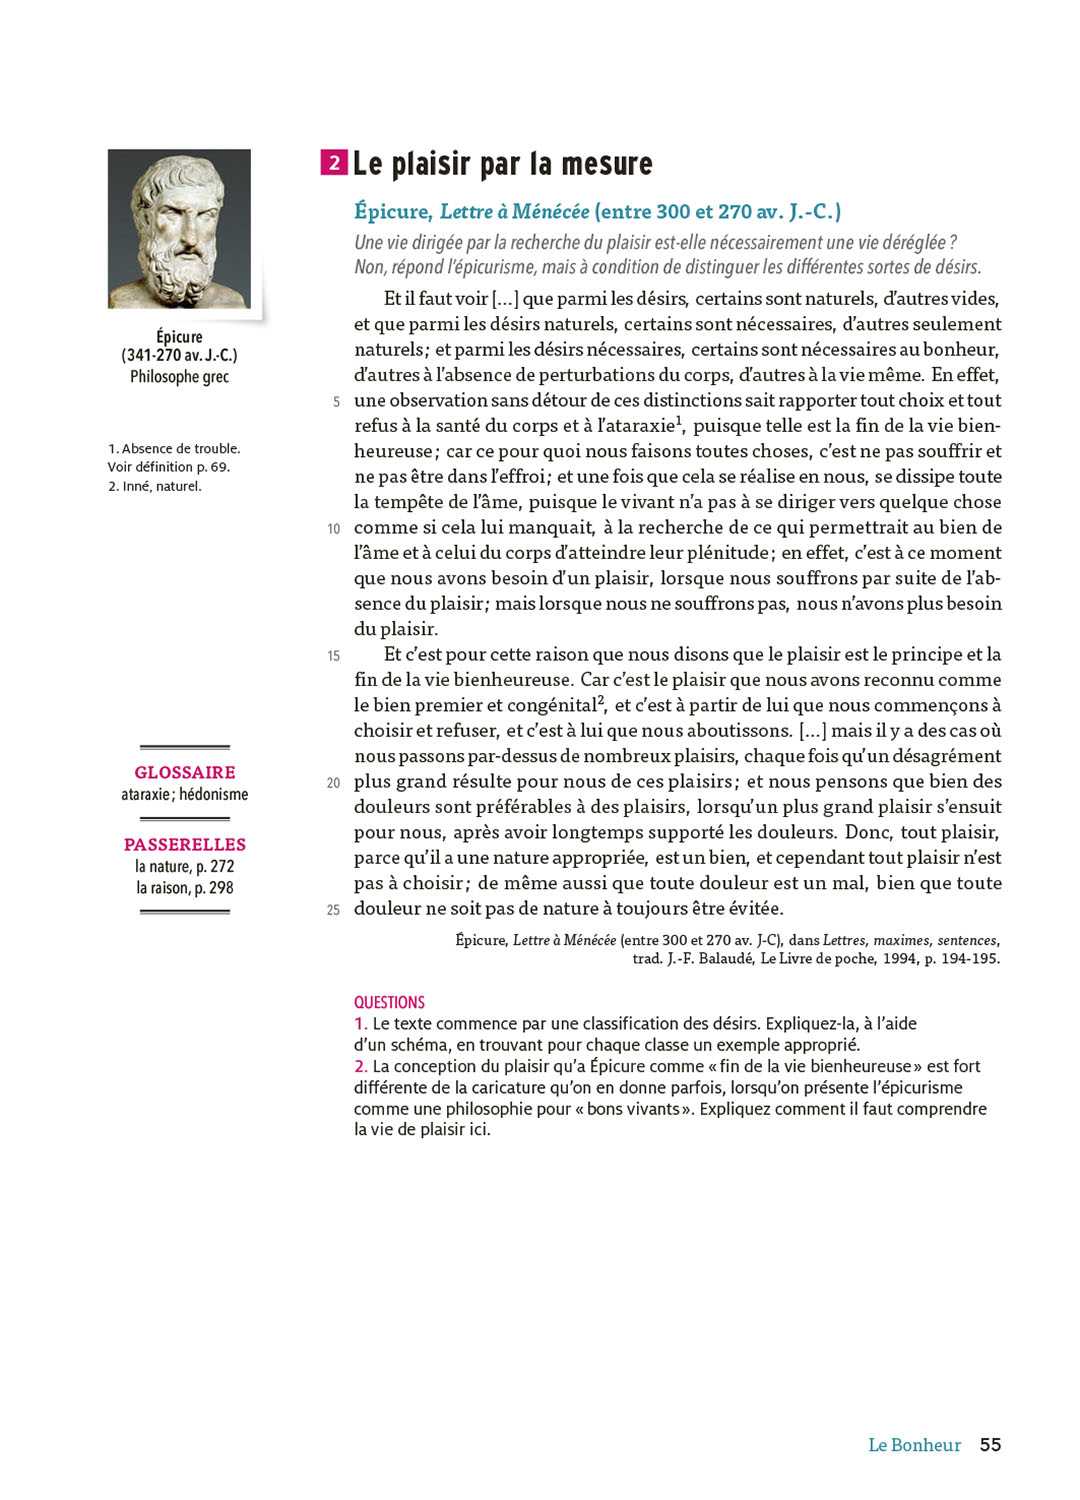 2 Le plaisir par la mesure
Épicure, Lettre à Ménécée (entre 300 et 270 av. J.-C.)
Une vie dirigée par la recherche du plaisir est-elle nécessairement une vie déréglée ?
Non, répond l'épicurisme, mais à condition de distinguer les différentes sortes de désirs.
Et il faut voir [...] que parmi les désirs, certains sont naturels, d'autres vides,
et que parmi les désirs naturels, certains sont nécessaires, d'autres seulement
naturels ; et parmi les désirs nécessaires, certains sont nécessaires au bonheur,
d'autres à l'absence de perturbations du corps, d'autres à la vie même. En effet,
5 une observation sans détour de ces distinctions sait rapporter tout choix et tout
refus à la santé du corps et à l'ataraxie1, puisque telle est la fin de la vie bien-
heureuse ; car ce pour quoi nous faisons toutes choses, c'est ne pas souffrir et
ne pas être dans l'effroi ; et une fois que cela se réalise en nous, se dissipe toute
la tempête de l'âme, puisque le vivant n'a pas à se diriger vers quelque chose
10 comme si cela lui manquait, à la recherche de ce qui permettrait au bien de
l'âme et à celui du corps d'atteindre leur plénitude ; en effet, c'est à ce moment
que nous avons besoin d'un plaisir, lorsque nous souffrons par suite de l'ab-
sence du plaisir ; mais lorsque nous ne souffrons pas, nous n'avons plus besoin
du plaisir.
15 Et c'est pour cette raison que nous disons que le plaisir est le principe et la
fin de la vie bienheureuse. Car c'est le plaisir que nous avons reconnu comme
le bien premier et congénital2, et c'est à partir de lui que nous commençons à
choisir et refuser, et c'est à lui que nous aboutissons. [...] mais il y a des cas où
nous passons par-dessus de nombreux plaisirs, chaque fois qu'un désagrément
20 plus grand résulte pour nous de ces plaisirs ; et nous pensons que bien des
douleurs sont préférables à des plaisirs, lorsqu'un plus grand plaisir s'ensuit
pour nous, après avoir longtemps supporté les douleurs. Donc, tout plaisir,
parce qu'il a une nature appropriée, est un bien, et cependant tout plaisir n'est
pas à choisir ; de même aussi que toute douleur est un mal, bien que toute
25 douleur ne soit pas de nature à toujours être évitée.
Épicure, Lettre à Ménécée (entre 300 et 270 av. J-C), dans Lettres, maximes, sentences,
trad. J.-F. Balaudé, Le Livre de poche, 1994, p. 194-195.
Épicure
(341-270 av. J.-C.)
Philosophe grec
1. Absence de trouble.
Voir définition p. 69.
2. Inné, naturel.
GLOSSAIRE
ataraxie ; hédonisme
PASSERELLES
la nature, p. 272
la raison, p. 298
QUESTIONS
1. Le texte commence par une classification des désirs. Expliquez-la, à l'aide
d'un schéma, en trouvant pour chaque classe un exemple approprié.
2. La conception du plaisir qu'a Épicure comme « fin de la vie bienheureuse » est fort
différente de la caricature qu'on en donne parfois, lorsqu'on présente l'épicurisme
comme une philosophie pour « bons vivants ». Expliquez comment il faut comprendre
la vie de plaisir ici.
Le Bonheur 55